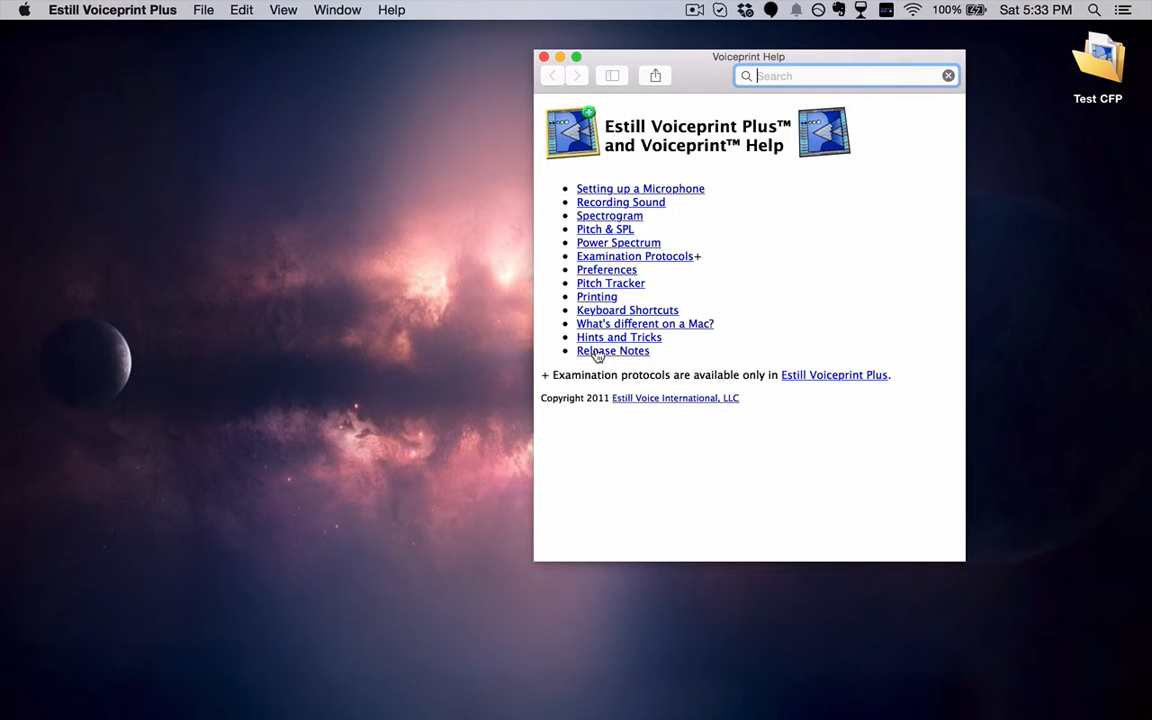 Estill Voiceprint Plus File Edit View Window Help 100% Sat 5:33 PM
Voiceprint Help
Search
Test CFP
Estill Voiceprint Plus™
and Voiceprint™ Help
• Setting up a Microphone
• Recording Sound
• Spectrogram
• Pitch & SPL
• Power Spectrum
• Examination Protocols+
• Preferences
• Pitch Tracker
• Printing
• Keyboard Shortcuts
• What's different on a Mac?
• Hints and Tricks
• Release Notes
+ Examination protocols are available only in Estill Voiceprint Plus.
Copyright 2011 Estill Voice International, LLC